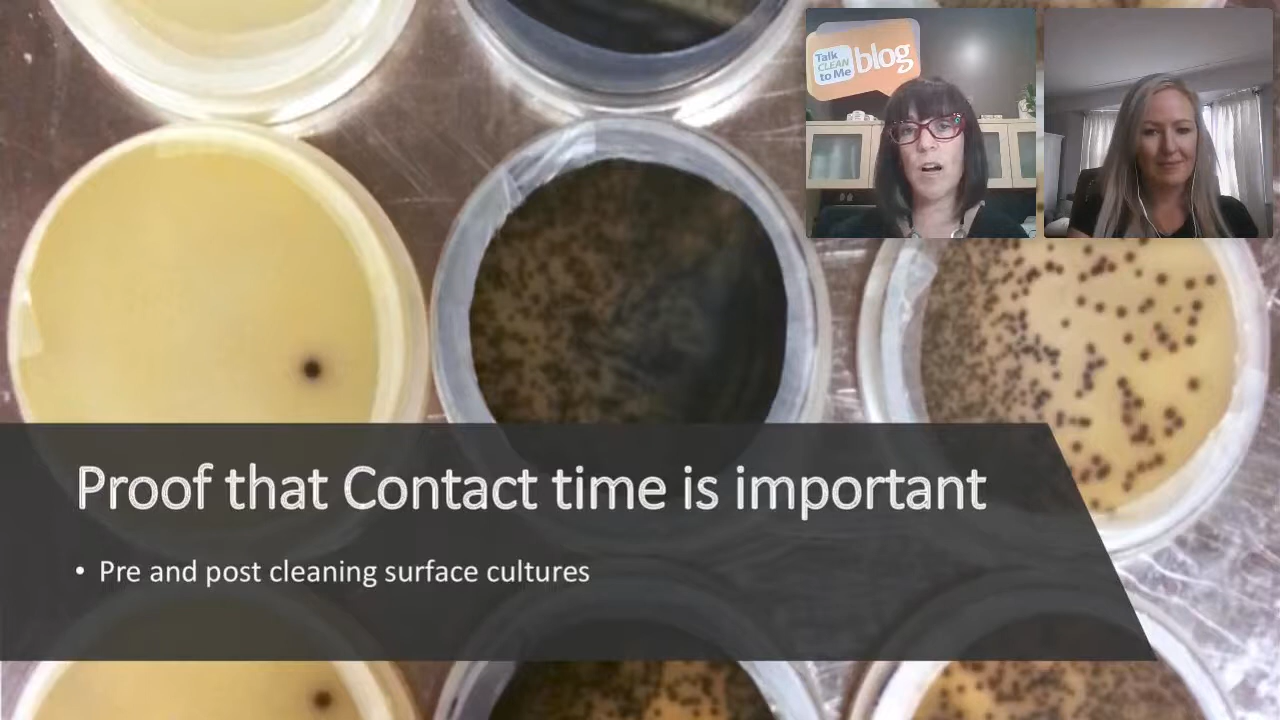 Talk
CLEAN
to Me
blog
Proof that Contact time is important
• Pre and post cleaning surface cultures